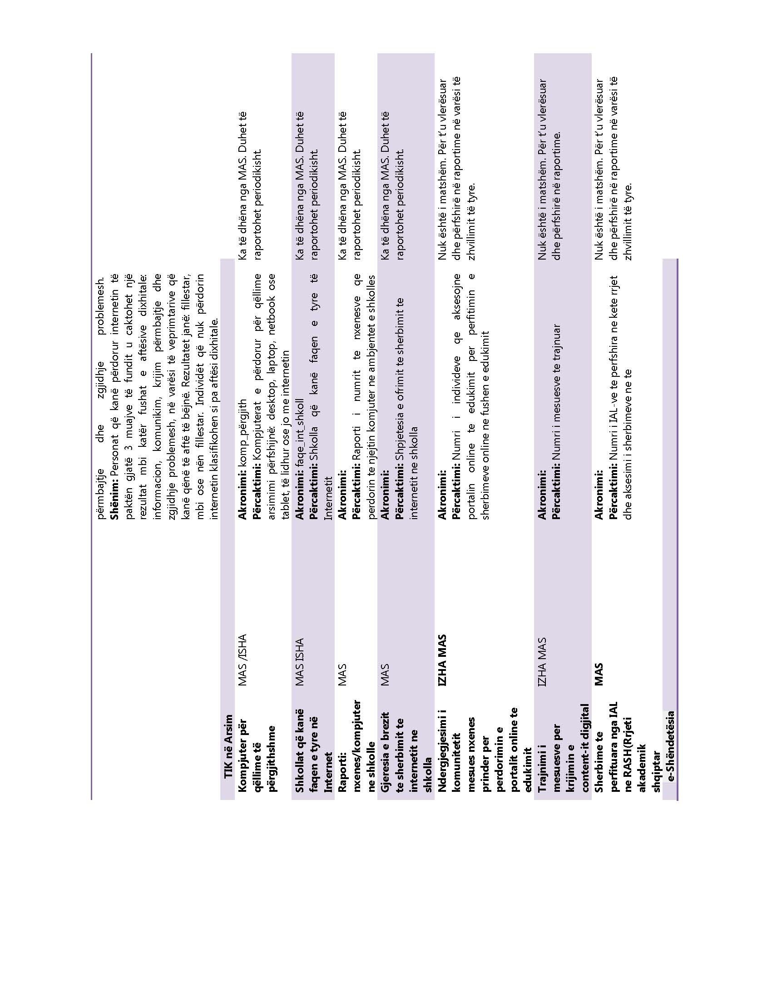 përmbajtje dhe zgjidhje problemesh.
Shënim: Personat që kanë përdorur internetin të
paktën gjatë 3 muajve të fundit u caktohet një
rezultat mbi katër fushat e aftësive dixhitale:
informacion, komunikim, krijim përmbajtje dhe
zgjidhje problemesh, në varësi të veprimtarive që
kanë qënë të aftë të bëjnë. Rezultatet janë: fillestar,
mbi ose nën fillestar. Individët që nuk përdorin
internetin klasifikohen si pa aftësi dixhitale.
TIK në Arsim
Kompjuter për
qëllime të
përgjithshme
MAS /ISHA
Akronimi: komp_përgjith
Përcaktimi: Kompjuterat e përdorur për qëllime
arsimimi përfshijnë: desktop, laptop, netbook ose
tablet, të lidhur ose jo me internetin
Ka të dhëna nga MAS. Duhet të
raportohet periodikisht.
Shkollat që kanë
faqen e tyre në
Internet
MAS ISHA
Akronimi: faqe_int_shkoll
Përcaktimi: Shkolla që kanë faqen e tyre të
Internetit
Ka të dhëna nga MAS. Duhet të
raportohet periodikisht.
Raporti:
nxenes/kompjuter
ne shkolle
MAS
Akronimi:
Përcaktimi: Raporti i numrit te nxenesve qe
perdorin te njejtin komjuter ne ambjentet e shkolles
Ka të dhëna nga MAS. Duhet të
raportohet periodikisht.
Gjeresia e brezit
te sherbimit te
internetit ne
shkolla
MAS
Akronimi:
Përcaktimi: Shpjetesia e ofrimit te sherbimit te
internetit ne shkolla
Ka të dhëna nga MAS. Duhet të
raportohet periodikisht.
Ndergjegjesimi i
komunitetit
mesues nxenes
prinder per
perdorimin e
portalit online te
edukimit
IZHA MAS
Akronimi:
Përcaktimi: Numri i individeve qe aksesojne
portalin online te edukimit per perfitimin e
sherbimeve online ne fushen e edukimit
Nuk është i matshëm. Për t'u vlerësuar
dhe përfshirë në raportime në varësi të
zhvillimit të tyre.
Trajnimi i
mesuesve per
krijimin e
content-it digjital
IZHA MAS
Akronimi:
Përcaktimi: Numri i mesuesve te trajnuar
Nuk është i matshëm. Për t'u vlerësuar
dhe përfshirë në raportime.
Sherbime te
perfituara nga IAL
ne RASH(Rrjeti
akademik
shqiptar
MAS
Akronimi:
Përcaktimi: Numri i IAL-ve te perfshira ne kete rrjet
dhe aksesimi i sherbimeve ne te
Nuk është i matshëm. Për t'u vlerësuar
dhe përfshirë në raportime në varësi të
zhvillimit të tyre.
e-Shëndetësia